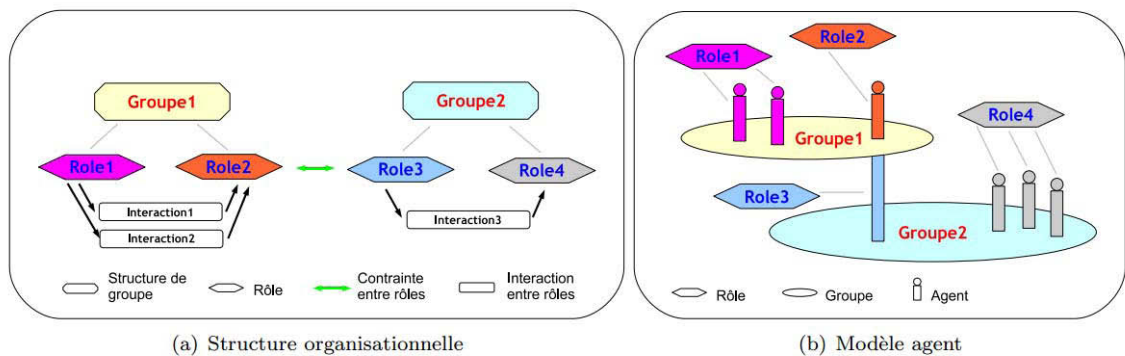 Groupe1
Groupe2
Role1
Role2
Role3
Role4
Interaction1
Interaction2
Interaction3
Structure de
groupe
Rôle
Contrainte
entre rôles
Interaction
entre rôles
(a) Structure organisationnelle
Role2
Role1
Role4
Groupe1
Role3
Groupe2
Rôle
Groupe
Agent
(b) Modèle agent